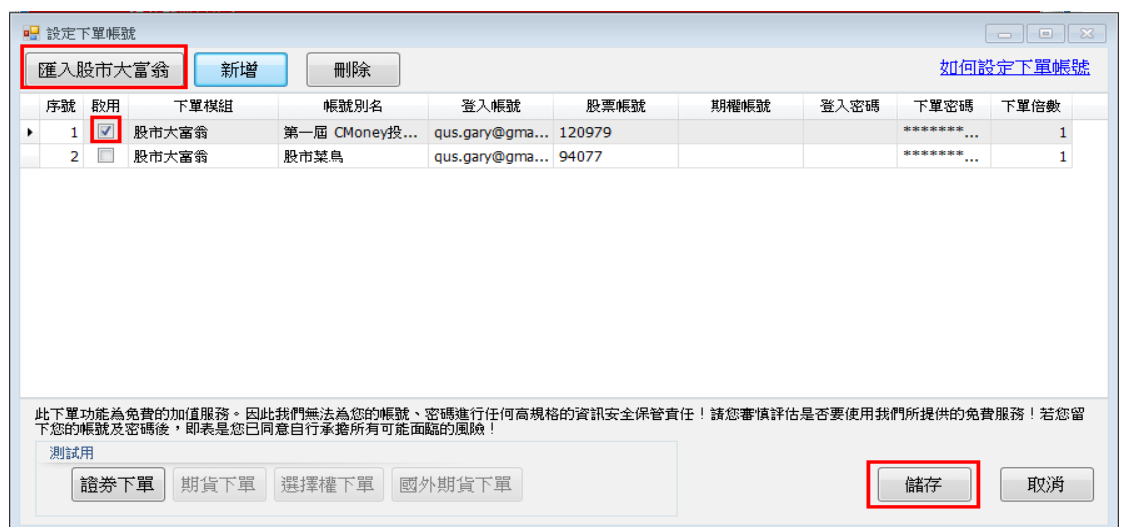 設定下單帳號
匯入股市大富翁 新增 刪除 如何設定下單帳號
序號 啟用 下單模組 帳號別名 登入帳號 股票帳號 期權帳號 登入密碼 下單密碼 下單倍數
1 股市大富翁 第一屆 CMoney投... qus.gary@gma... 120979 *******... 1
2 股市大富翁 股市菜鳥 qus.gary@gma... 94077 *******... 1
此下單功能為免費的加值服務。因此我們無法為您的帳號、密碼進行任何高規格的資訊安全保管責任！請您審慎評估是否要使用我們所提供的免費服務！若您留
下您的帳號及密碼後，即表是您已同意自行承擔所有可能面臨的風險！
測試用
證券下單 期貨下單 選擇權下單 國外期貨下單 儲存 取消